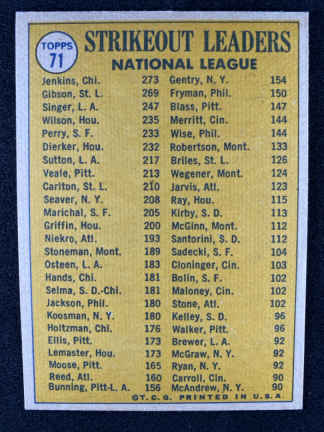 TOPPS
71
STRIKEOUT LEADERS
NATIONAL LEAGUE
Jenkins, Chi. 273 Gentry, N. Y. 154
Gibson, St. L. 269 Fryman, Phil. 150
Singer, L. A. 247 Blass, Pitt. 147
Wilson, Hou. 235 Merritt, Cin. 144
Perry, S. F. 233 Wise, Phil. 144
Dierker, Hou. 232 Robertson, Mont. 133
Sutton, L. A. 217 Briles, St. L. 126
Veale, Pitt. 213 Wegener, Mont. 124
Carlton, St. L. 210 Jarvis, Atl. 123
Seaver, N. Y. 208 Ray, Hou. 115
Marichal, S. F. 205 Kirby, S. D. 113
Griffin, Hou. 200 McGinn, Mont. 112
Niekro, Atl. 193 Santorini, S. D. 112
Stoneman, Mont. 189 Sadecki, S. F. 104
Osteen, L. A. 183 Cloninger, Cin. 103
Hands, Chi. 181 Bolin, S. F. 102
Selma, S. D.-Chi. 181 Maloney, Cin. 102
Jackson, Phil. 180 Stone, Atl. 102
Koosman, N. Y. 180 Kelley, S. D. 96
Holtzman, Chi. 176 Walker, Pitt. 96
Ellis, Pitt. 173 Brewer, L. A. 92
Lemaster, Hou. 173 McGraw, N. Y. 92
Moose, Pitt. 165 Ryan, N. Y. 92
Reed, Atl. 160 Carroll, Cin. 90
Bunning, Pitt-L. A. 156 McAndrew, N. Y. 90
©T. C. G. PRINTED IN U. S. A.